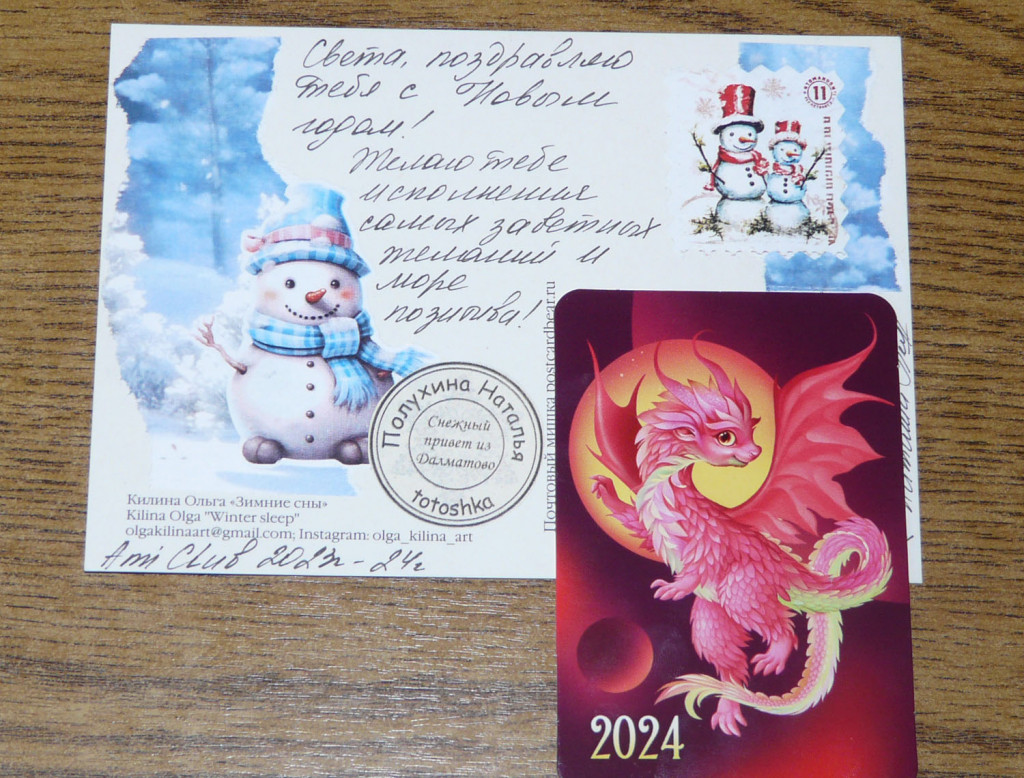 Света, поздравляю
тебя с Новым
годом!
Желаю тебе
исполнения
самых заветных
желаний и
море
позитива!
11
Полухина Наталья
Снежный
привет из
Далматово
totoshka
Килина Ольга «Зимние сны»
Kilina Olga "Winter sleep"
olgakilinaart@gmail.com; Instagram: olga_kilina_art
Ami Club 2023г - 24г
Почтовый мишка postcardbear.ru
2024